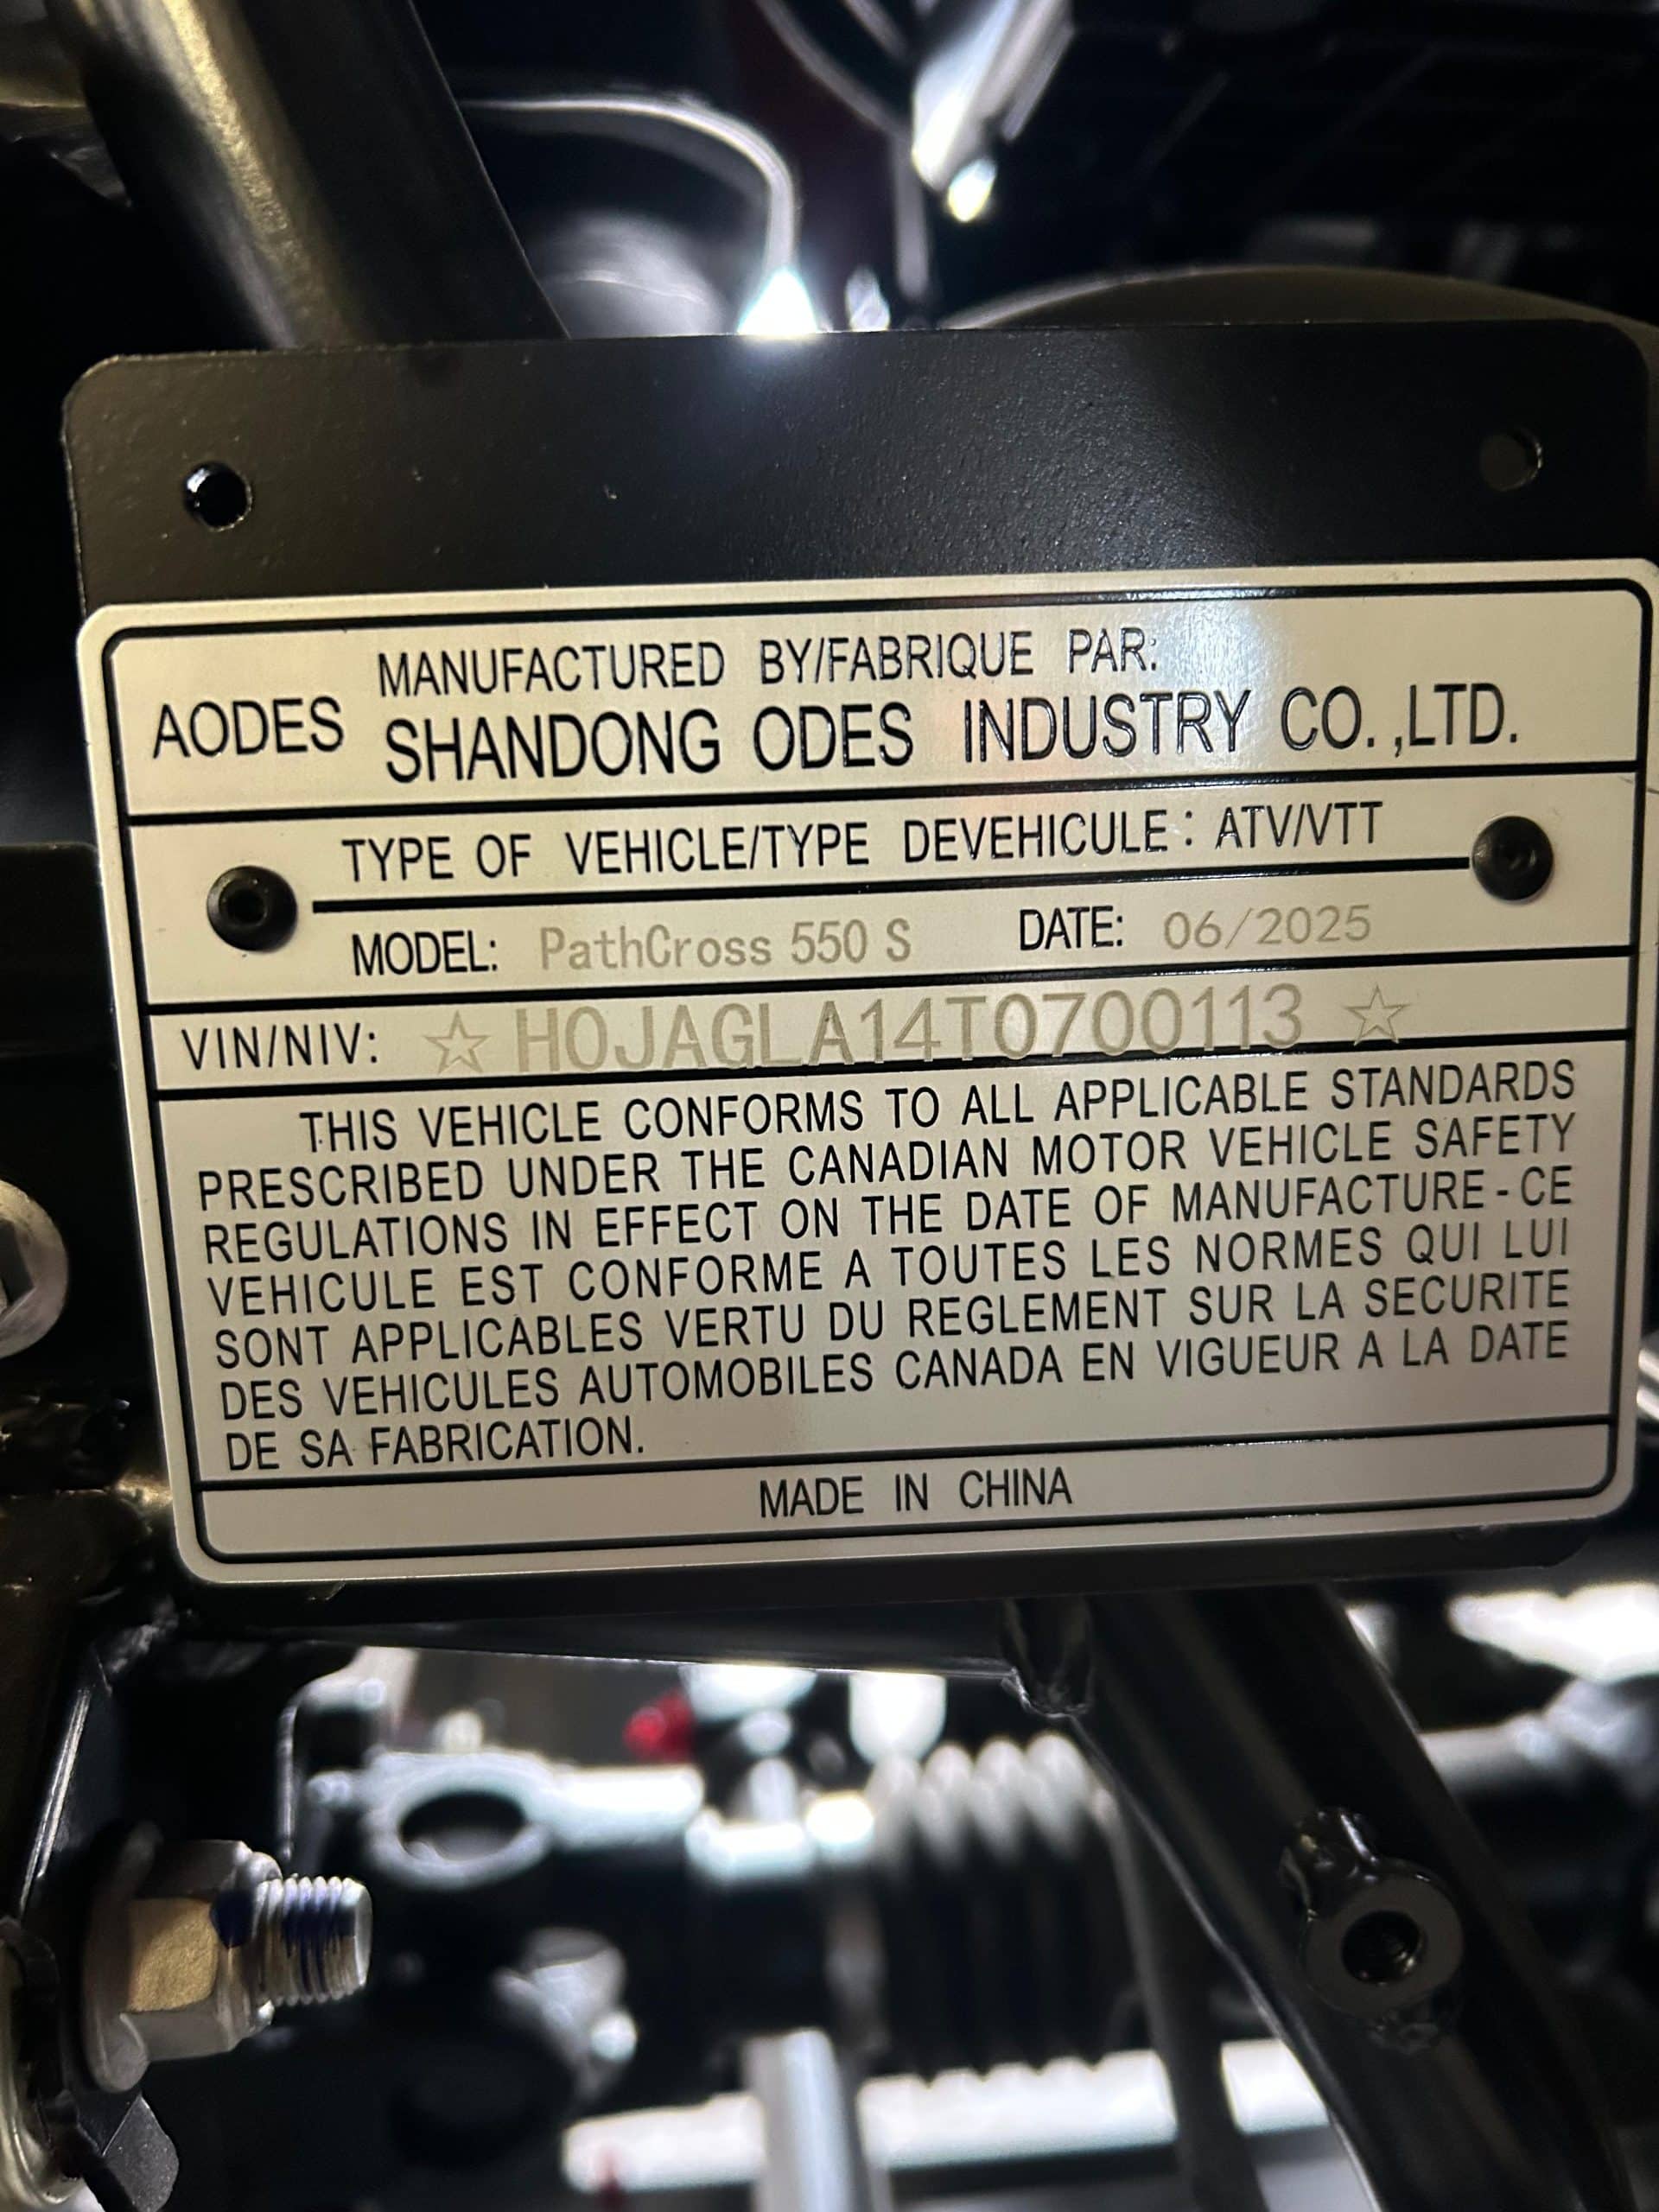 MANUFACTURED BY/FABRIQUE PAR:
AODES SHANDONG ODES INDUSTRY CO.,LTD.
TYPE OF VEHICLE/TYPE DEVEHICULE: ATV/VTT
MODEL: PathCross 550 S DATE: 06/2025
VIN/NIV: ☆ H0JAGLA14T0700113 ☆
THIS VEHICLE CONFORMS TO ALL APPLICABLE STANDARDS
PRESCRIBED UNDER THE CANADIAN MOTOR VEHICLE SAFETY
REGULATIONS IN EFFECT ON THE DATE OF MANUFACTURE-CE
VEHICULE EST CONFORME A TOUTES LES NORMES QUI LUI
SONT APPLICABLES VERTU DU REGLEMENT SUR LA SECURITE
DES VEHICULES AUTOMOBILES CANADA EN VIGUEUR A LA DATE
DE SA FABRICATION.
MADE IN CHINA